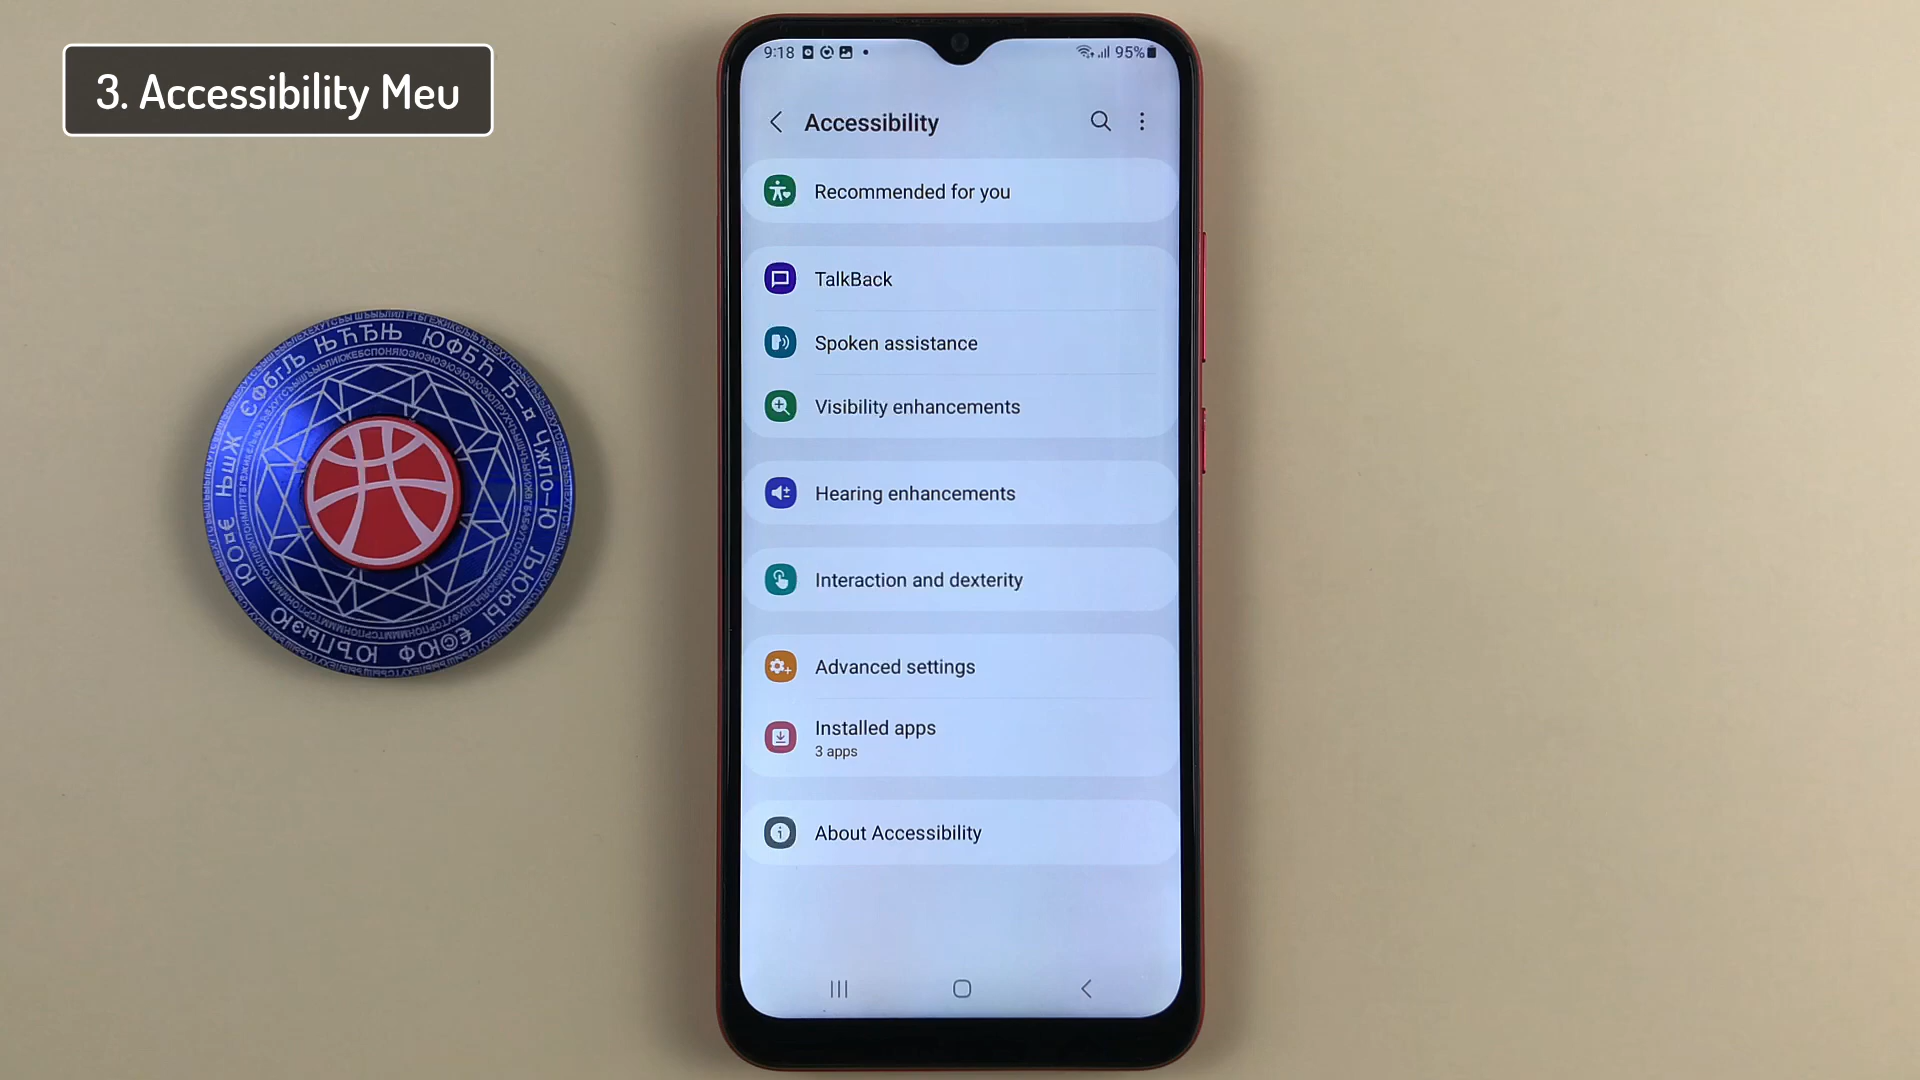 3. Accessibility Meu
9:18
95%
Accessibility
Recommended for you
TalkBack
Spoken assistance
Visibility enhancements
Hearing enhancements
Interaction and dexterity
Advanced settings
Installed apps
3 apps
About Accessibility